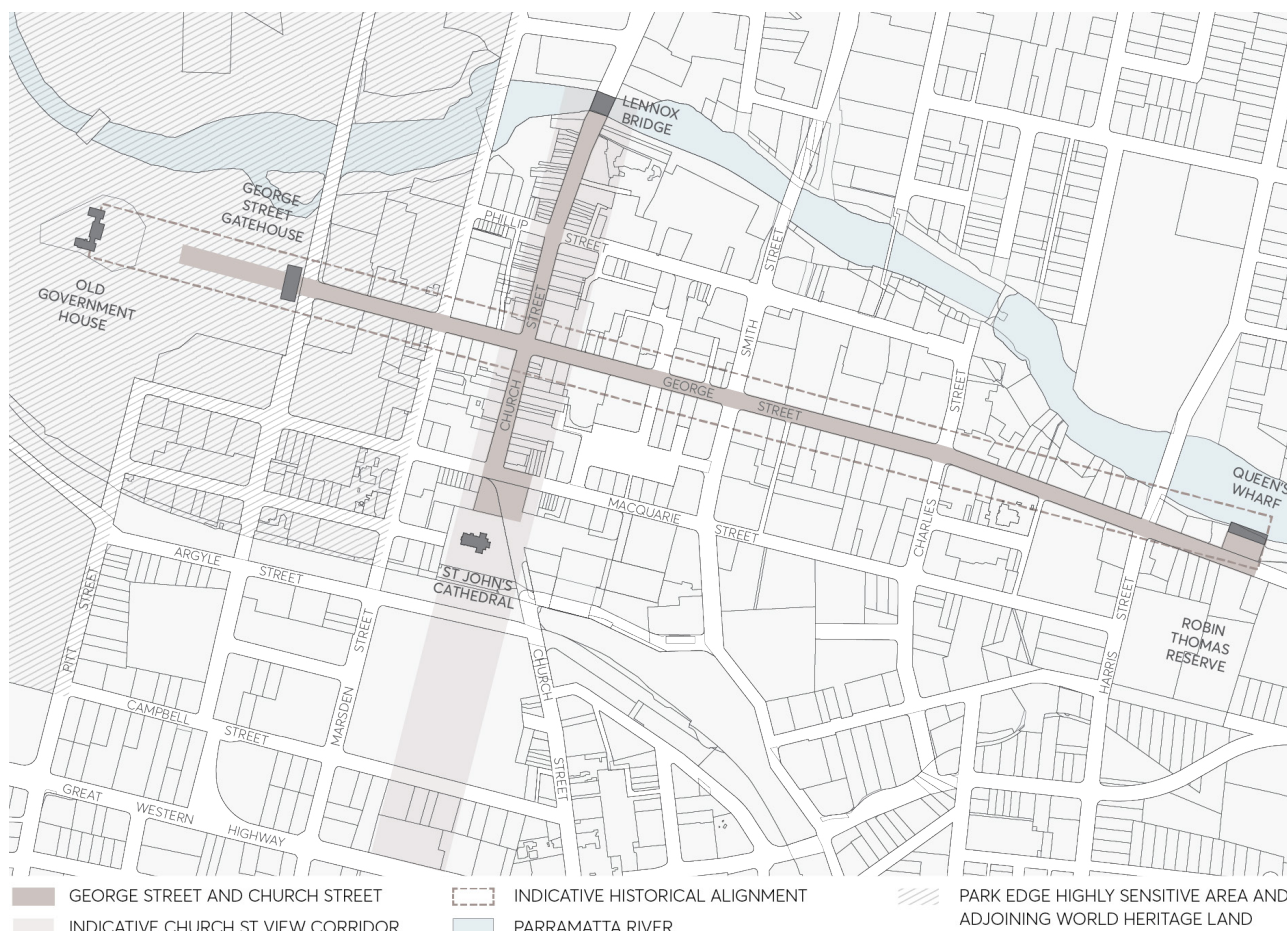 LENNOX
BRIDGE
GEORGE
STREET
GATEHOUSE
PHILLIP
STREET
STREET
OLD
GOVERNMENT
HOUSE
STREET
SMITH
CHURCH
GEORGE
STREET
STREET
QUEEN'S
WHARF
MACQUARIE
STREET
CHARLES
ARGYLE
STREET
ST JOHN'S
CATHEDRAL
PITT
STREET
STREET
MARSDEN
CHURCH
STREET
STREET
HARRIS
ROBIN
THOMAS
RESERVE
CAMPBELL
STREET
GREAT
WESTERN
HIGHWAY
GEORGE STREET AND CHURCH STREET
INDICATIVE HISTORICAL ALIGNMENT
PARK EDGE HIGHLY SENSITIVE AREA AND
ADJOINING WORLD HERITAGE LAND
INDICATIVE CHURCH ST VIEW CORRIDOR
PARRAMATTA RIVER